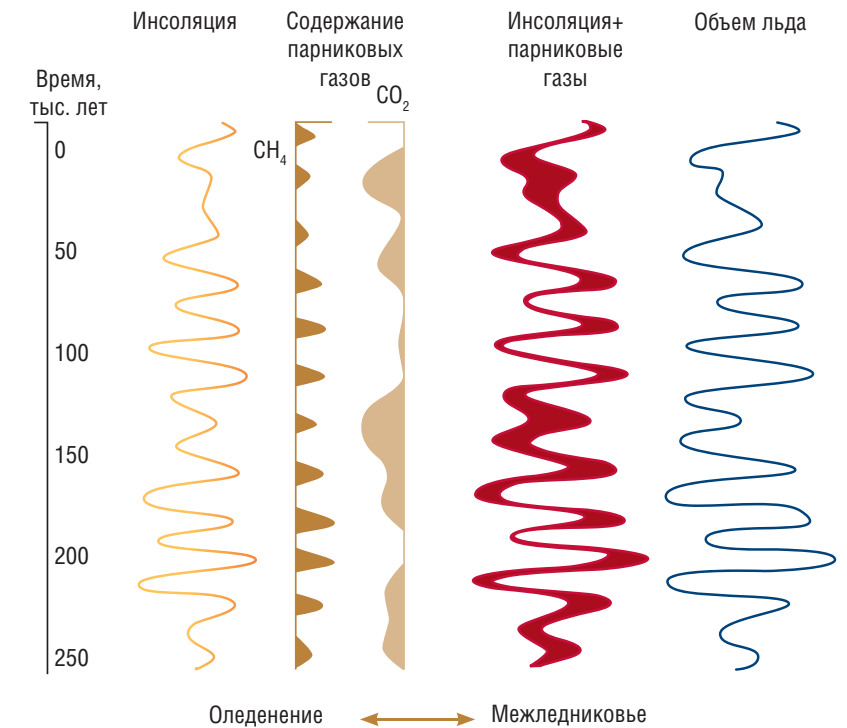 Инсоляция
Содержание
парниковых
газов
Инсоляция+
парниковые
газы
Объем льда
Время,
тыс. лет
CH4
CO2
0
50
100
150
200
250
Оледенение
Межледниковье